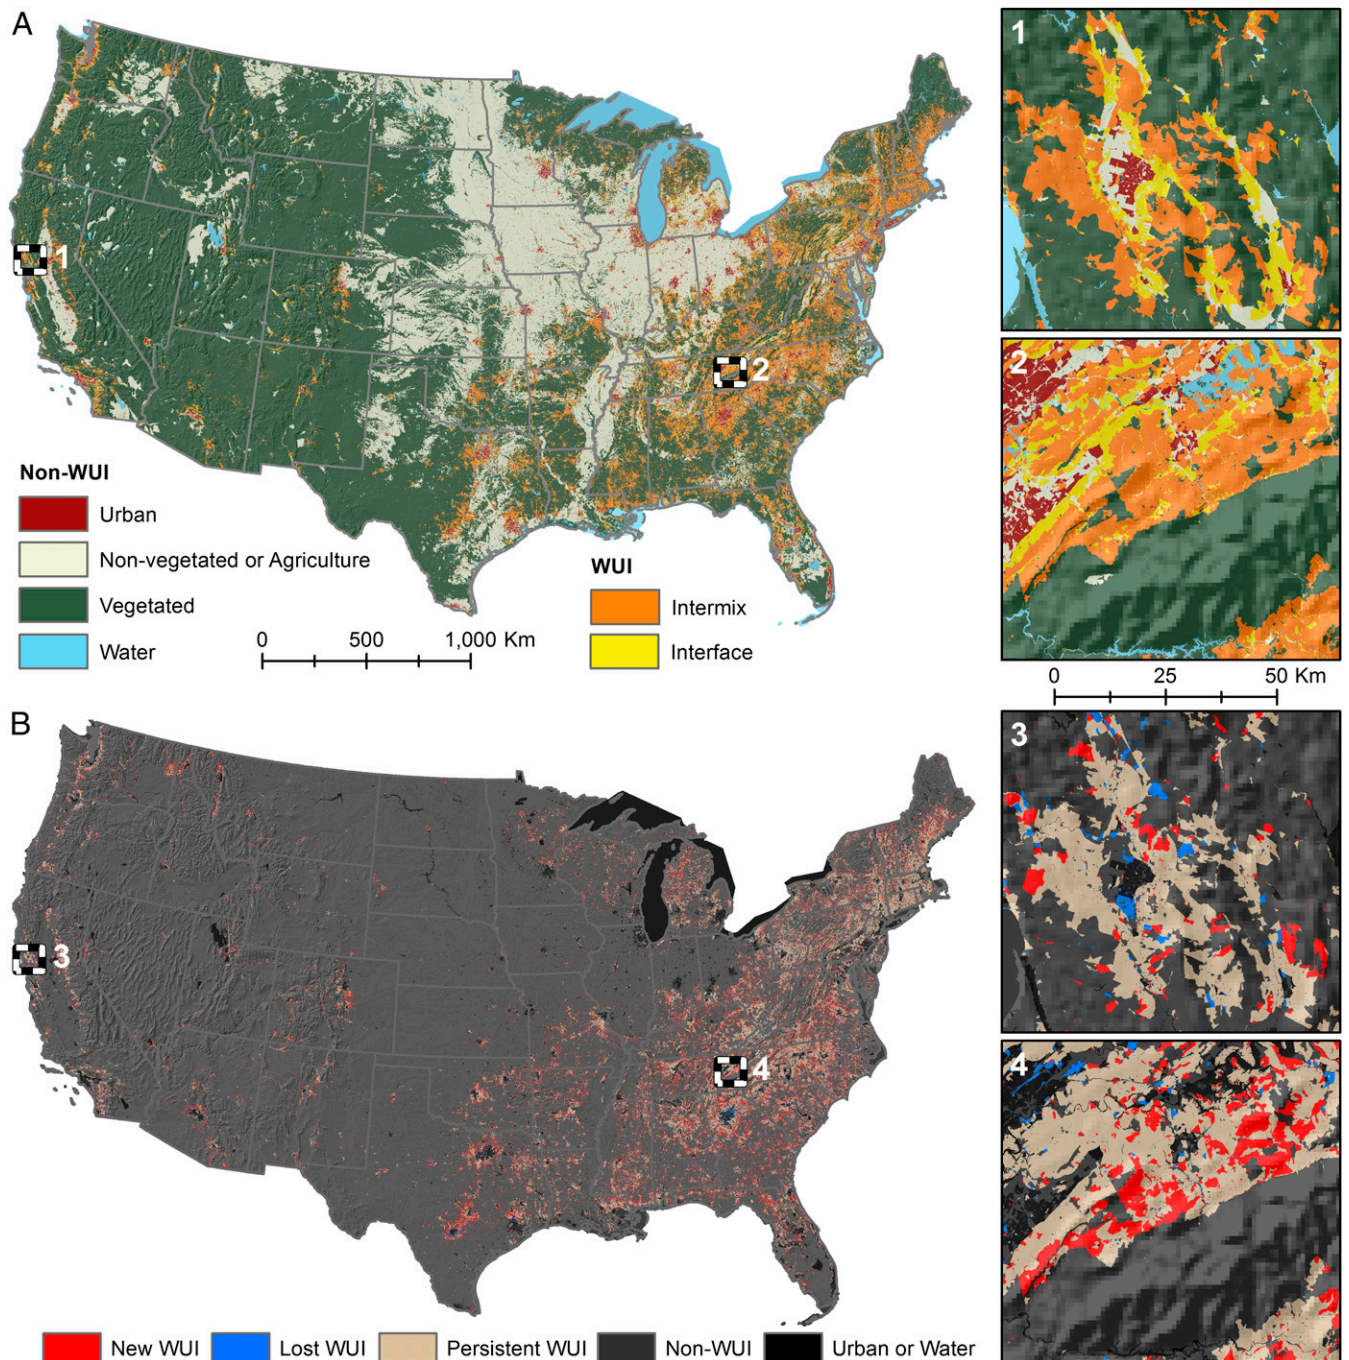 A
1
2
Non-WUI
Urban
Non-vegetated or Agriculture
Vegetated
Water
0 500 1,000 Km
WUI
Intermix
Interface
1
2
0 25 50 Km
B
3
4
3
4
New WUI
Lost WUI
Persistent WUI
Non-WUI
Urban or Water